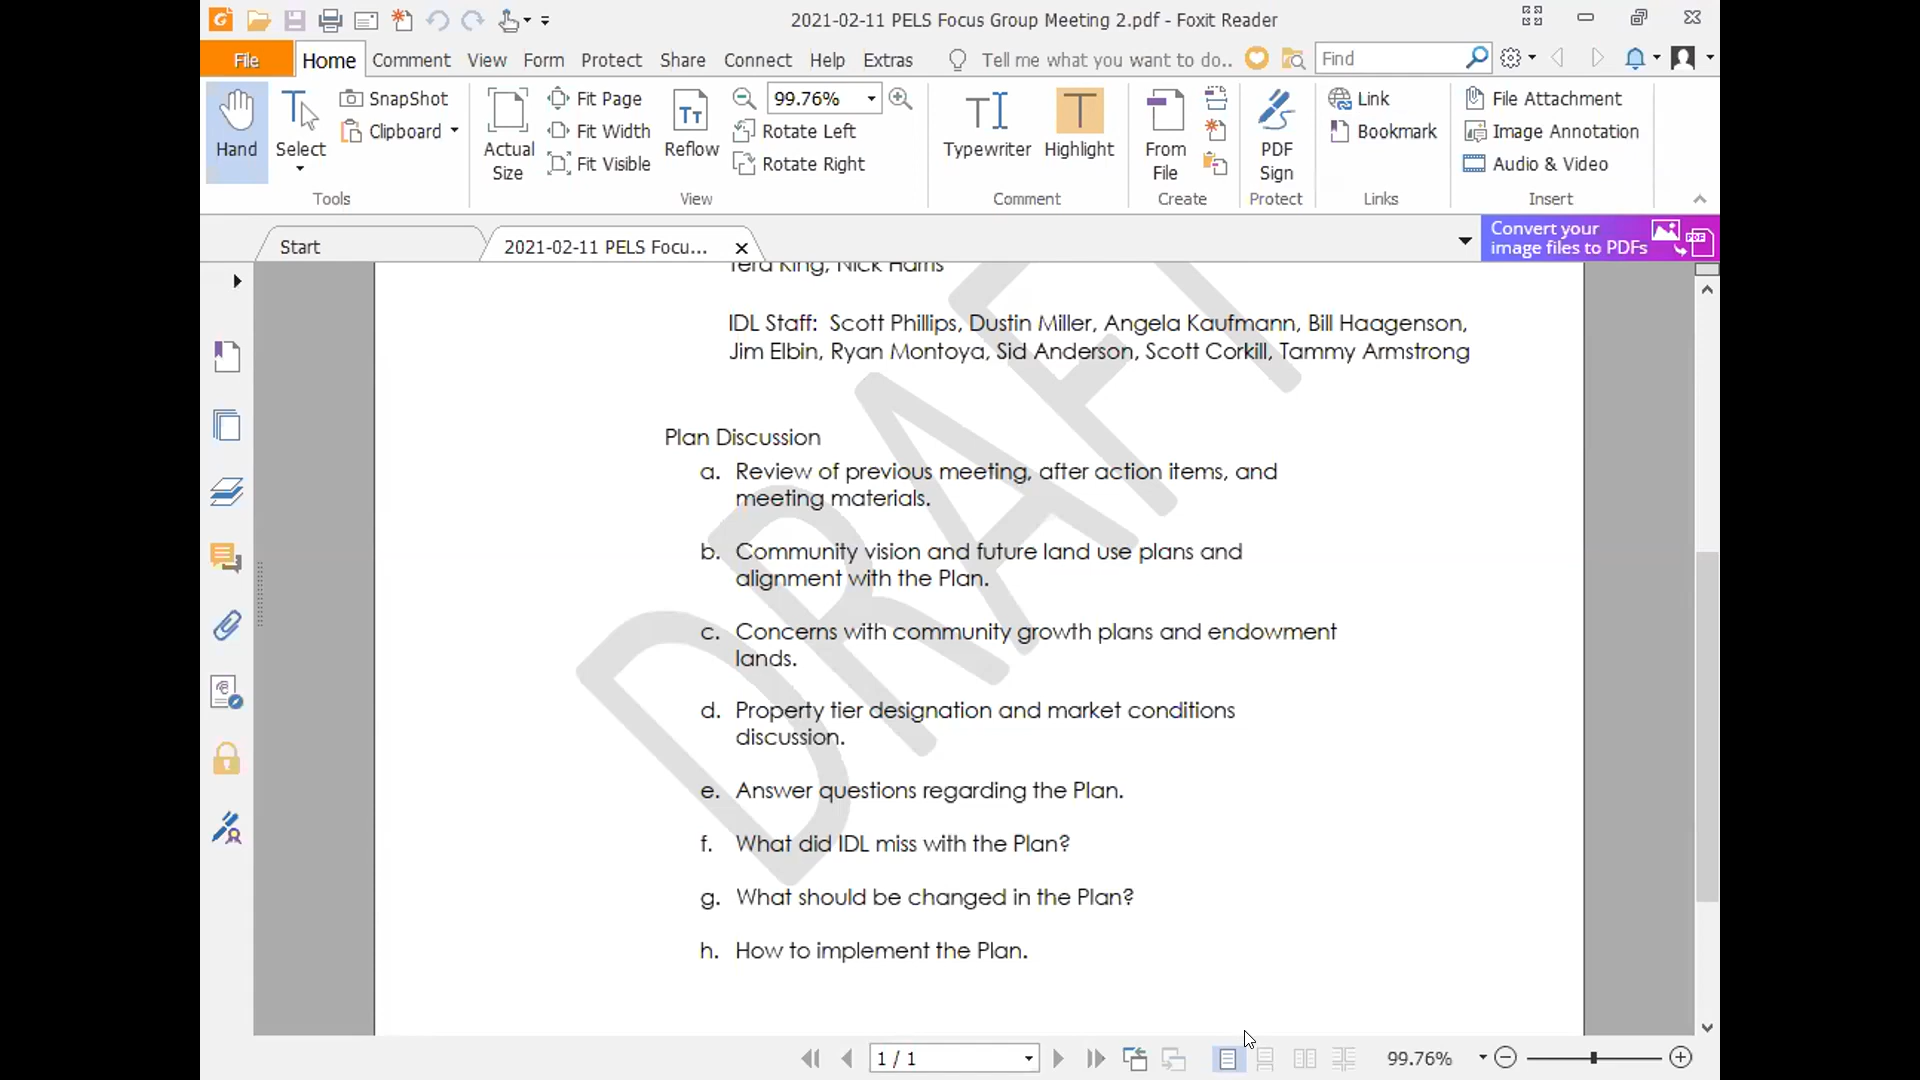 2021-02-11 PELS Focus Group Meeting 2.pdf - Foxit Reader
File Home Comment View Form Protect Share Connect Help Extras Tell me what you want to do.. Find
Hand
Select
SnapShot
Clipboard
Tools
Actual Size
Fit Page
Fit Width
Fit Visible
Reflow
99.76%
Rotate Left
Rotate Right
View
Typewriter
Highlight
Comment
From File
Create
PDF Sign
Protect
Link
Bookmark
Links
File Attachment
Image Annotation
Audio & Video
Insert
Start
2021-02-11 PELS Focu...
Convert your
image files to PDFs
PDF
Tera King, Nick Harris
IDL Staff: Scott Phillips, Dustin Miller, Angela Kaufmann, Bill Haagenson,
Jim Elbin, Ryan Montoya, Sid Anderson, Scott Corkill, Tammy Armstrong
DRAFT
Plan Discussion
a. Review of previous meeting, after action items, and
meeting materials.
b. Community vision and future land use plans and
alignment with the Plan.
c. Concerns with community growth plans and endowment
lands.
d. Property tier designation and market conditions
discussion.
e. Answer questions regarding the Plan.
f. What did IDL miss with the Plan?
g. What should be changed in the Plan?
h. How to implement the Plan.
1 / 1
99.76%